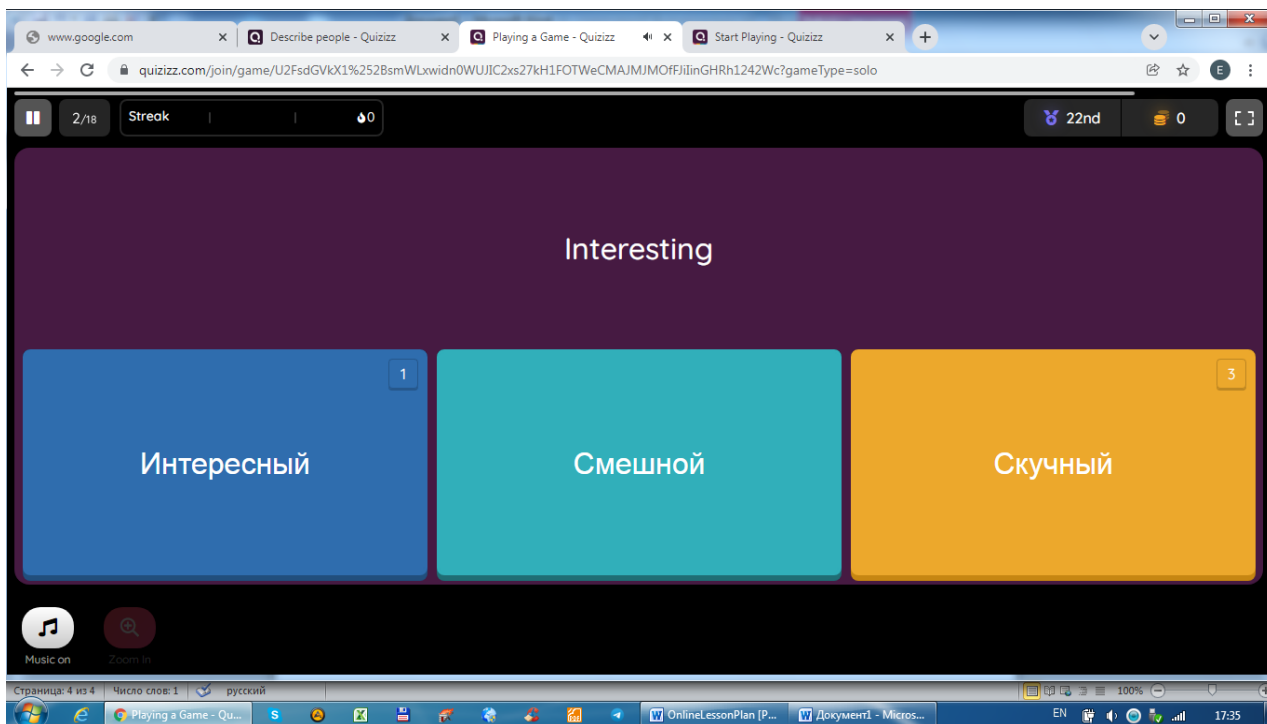 www.google.com
Describe people - Quizizz
Playing a Game - Quizizz
Start Playing - Quizizz
quizizz.com/join/game/U2FsdGVkX1%252BsmWLxwidn0WUJIC2xs27kH1FOTWeCMAJMJMOfFJiIinGHRh1242Wc?gameType=solo
E
2/18
Streak
0
22nd
0
Interesting
1
3
Интересный
Смешной
Скучный
Music on
Zoom in
Страница: 4 из 4
Число слов: 1
русский
100%
Playing a Game - Qu...
OnlineLessonPlan [P...
Документ1 - Micros...
EN
17:35